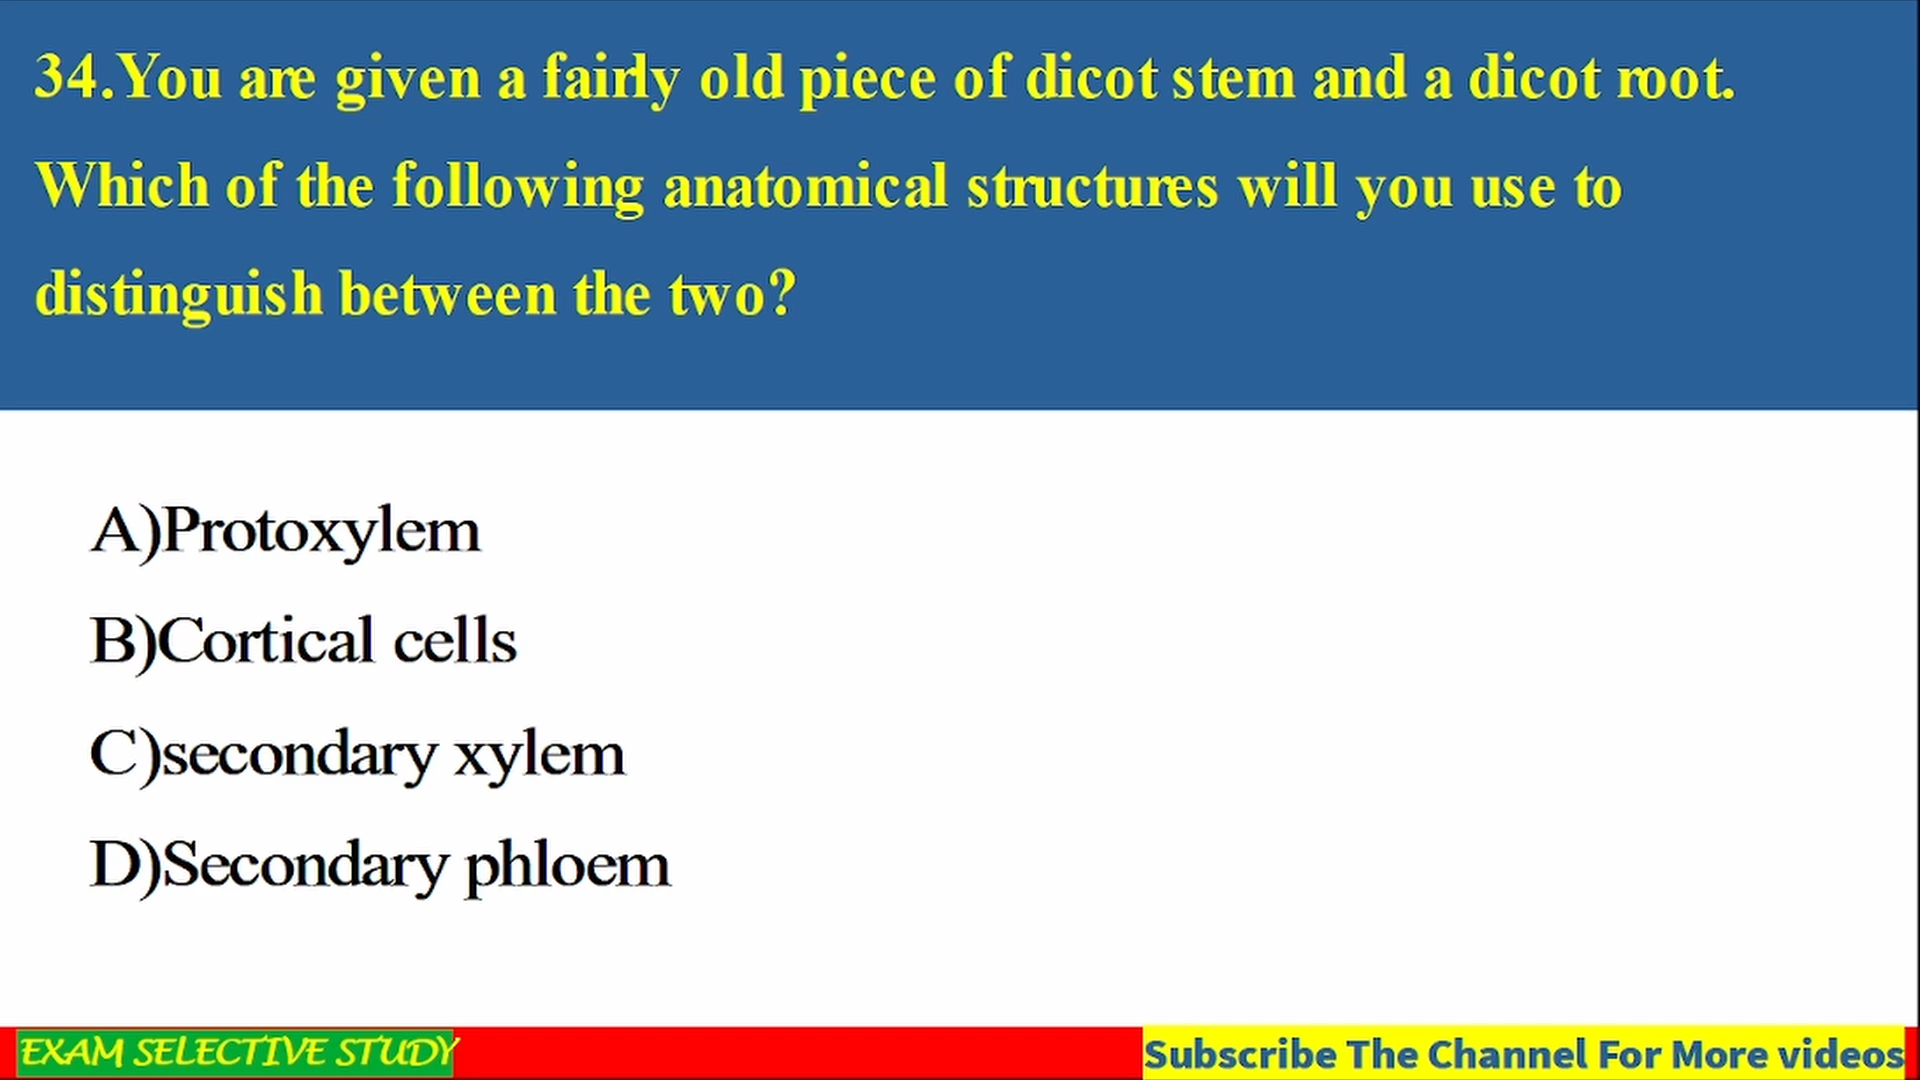 34.You are given a fairly old piece of dicot stem and a dicot root.
Which of the following anatomical structures will you use to
distinguish between the two?
A)Protoxylem
B)Cortical cells
C)secondary xylem
D)Secondary phloem
EXAM SELECTIVE STUDY
Subscribe The Channel For More videos